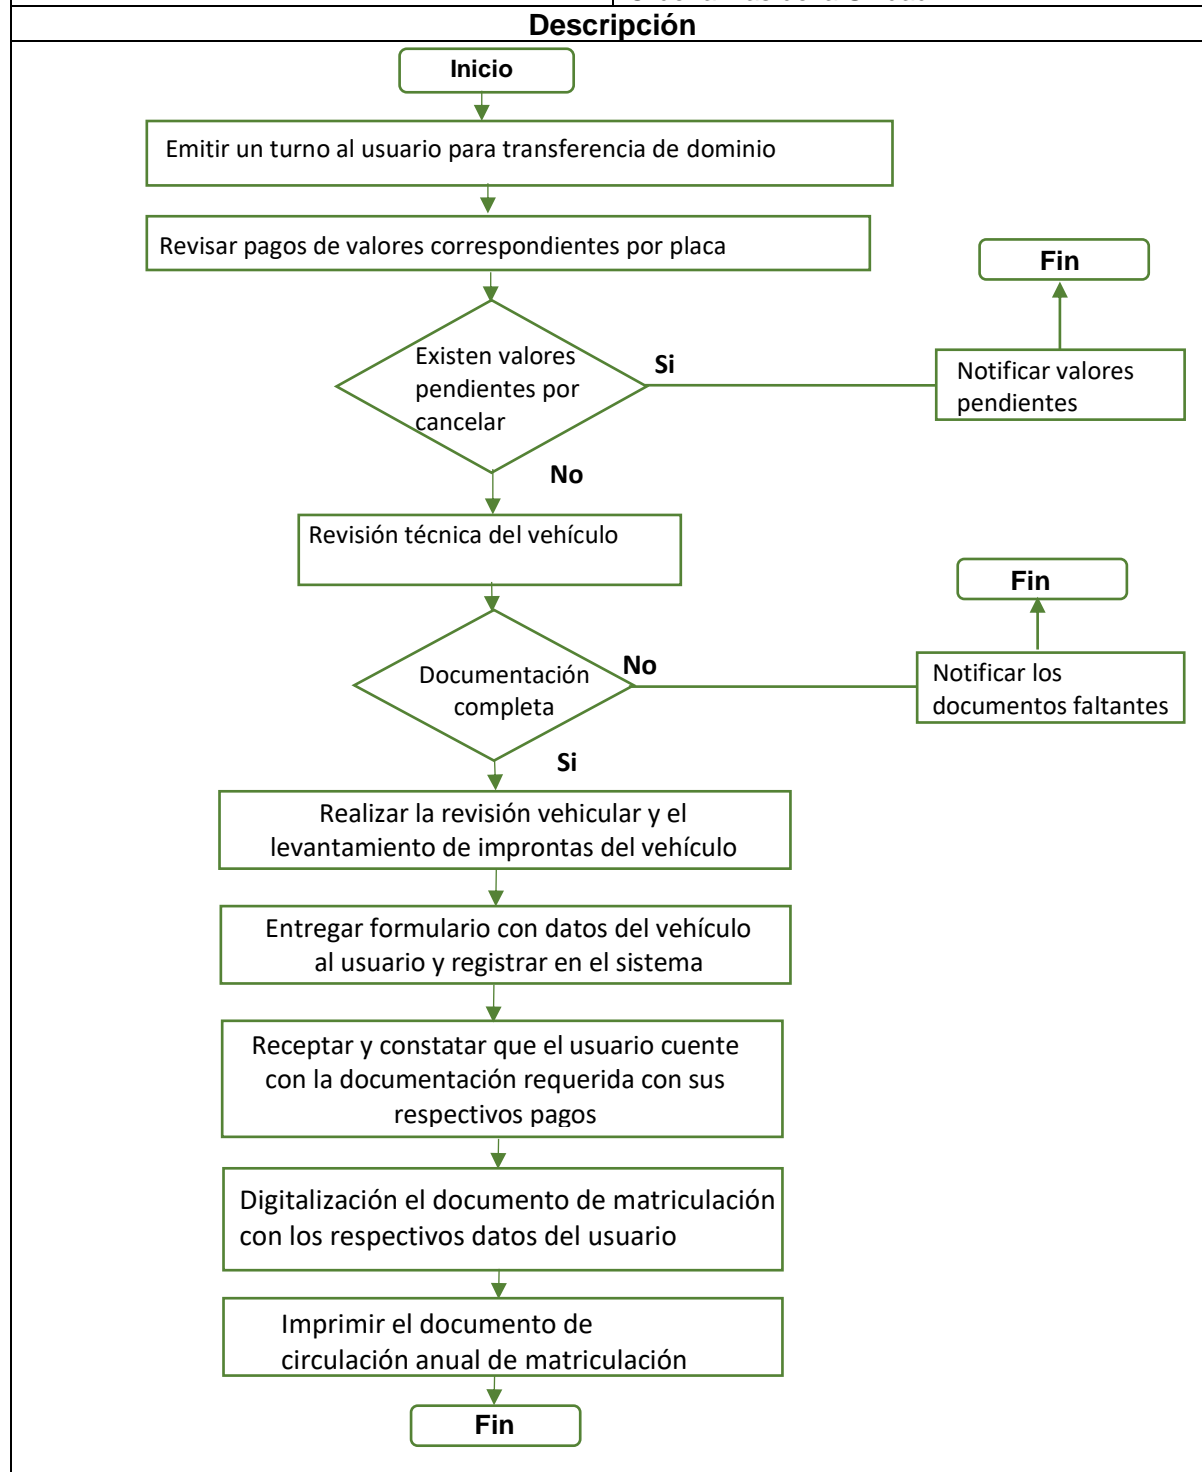 Descripción
Inicio
Emitir un turno al usuario para transferencia de dominio
Revisar pagos de valores correspondientes por placa
Fin
Existen valores
pendientes por
cancelar
Si
Notificar valores
pendientes
No
Revisión técnica del vehículo
Fin
Documentación
completa
No
Notificar los
documentos faltantes
Si
Realizar la revisión vehicular y el
levantamiento de improntas del vehículo
Entregar formulario con datos del vehículo
al usuario y registrar en el sistema
Receptar y constatar que el usuario cuente
con la documentación requerida con sus
respectivos pagos
Digitalización el documento de matriculación
con los respectivos datos del usuario
Imprimir el documento de
circulación anual de matriculación
Fin